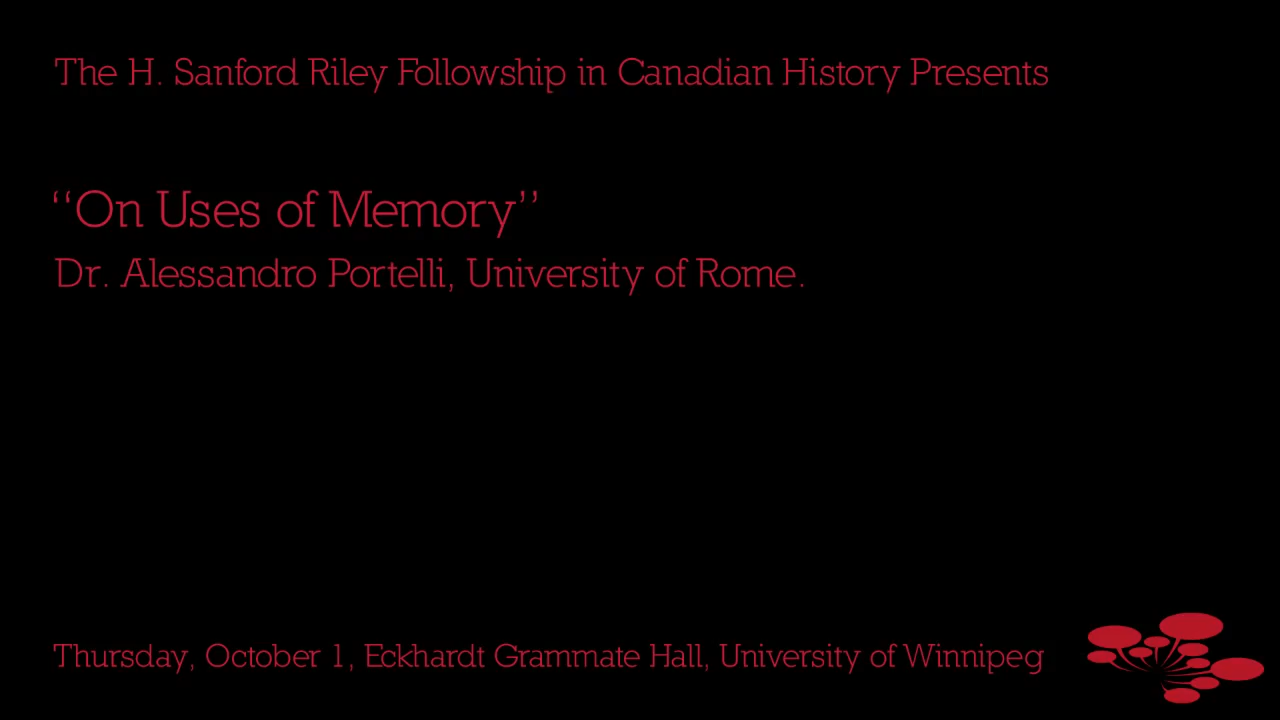 The H. Sanford Riley Followship in Canadian History Presents
“On Uses of Memory”
Dr. Alessandro Portelli, University of Rome.
Thursday, October 1, Eckhardt Grammate Hall, University of Winnipeg